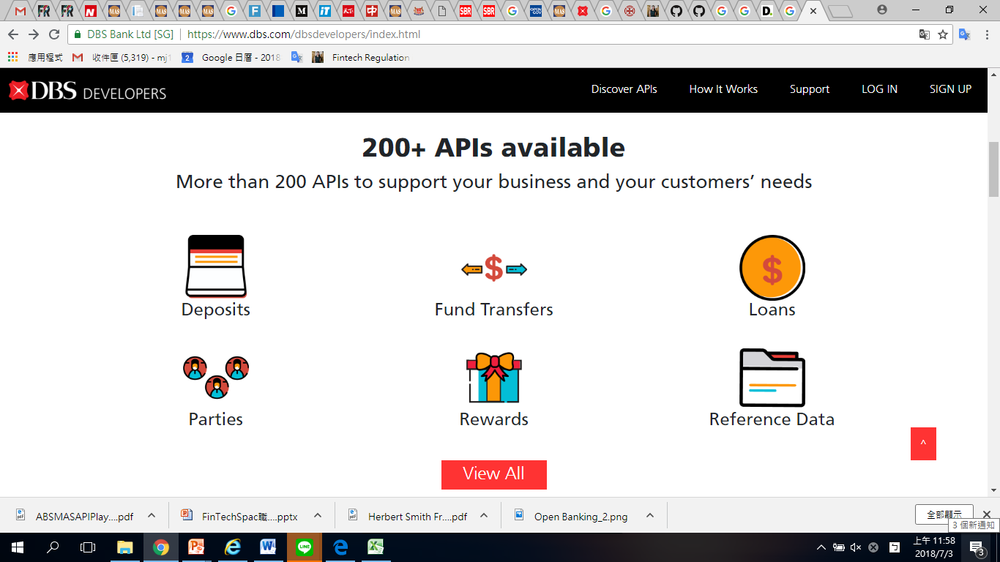 DBS Bank Ltd [SG] | https://www.dbs.com/dbsdevelopers/index.html
應用程式 收件匣 (5,319) - mj1 2 Google 日曆 - 2018 Fintech Regulation
DBS DEVELOPERS Discover APIs How It Works Support LOG IN SIGN UP
200+ APIs available
More than 200 APIs to support your business and your customers’ needs
Deposits Fund Transfers Loans
Parties Rewards Reference Data
^
View All
ABSMASAPIPlay....pdf FinTechSpac職....pptx Herbert Smith Fr....pdf Open Banking_2.png 全部顯示
3 個新通知
上午 11:58
2018/7/3
3